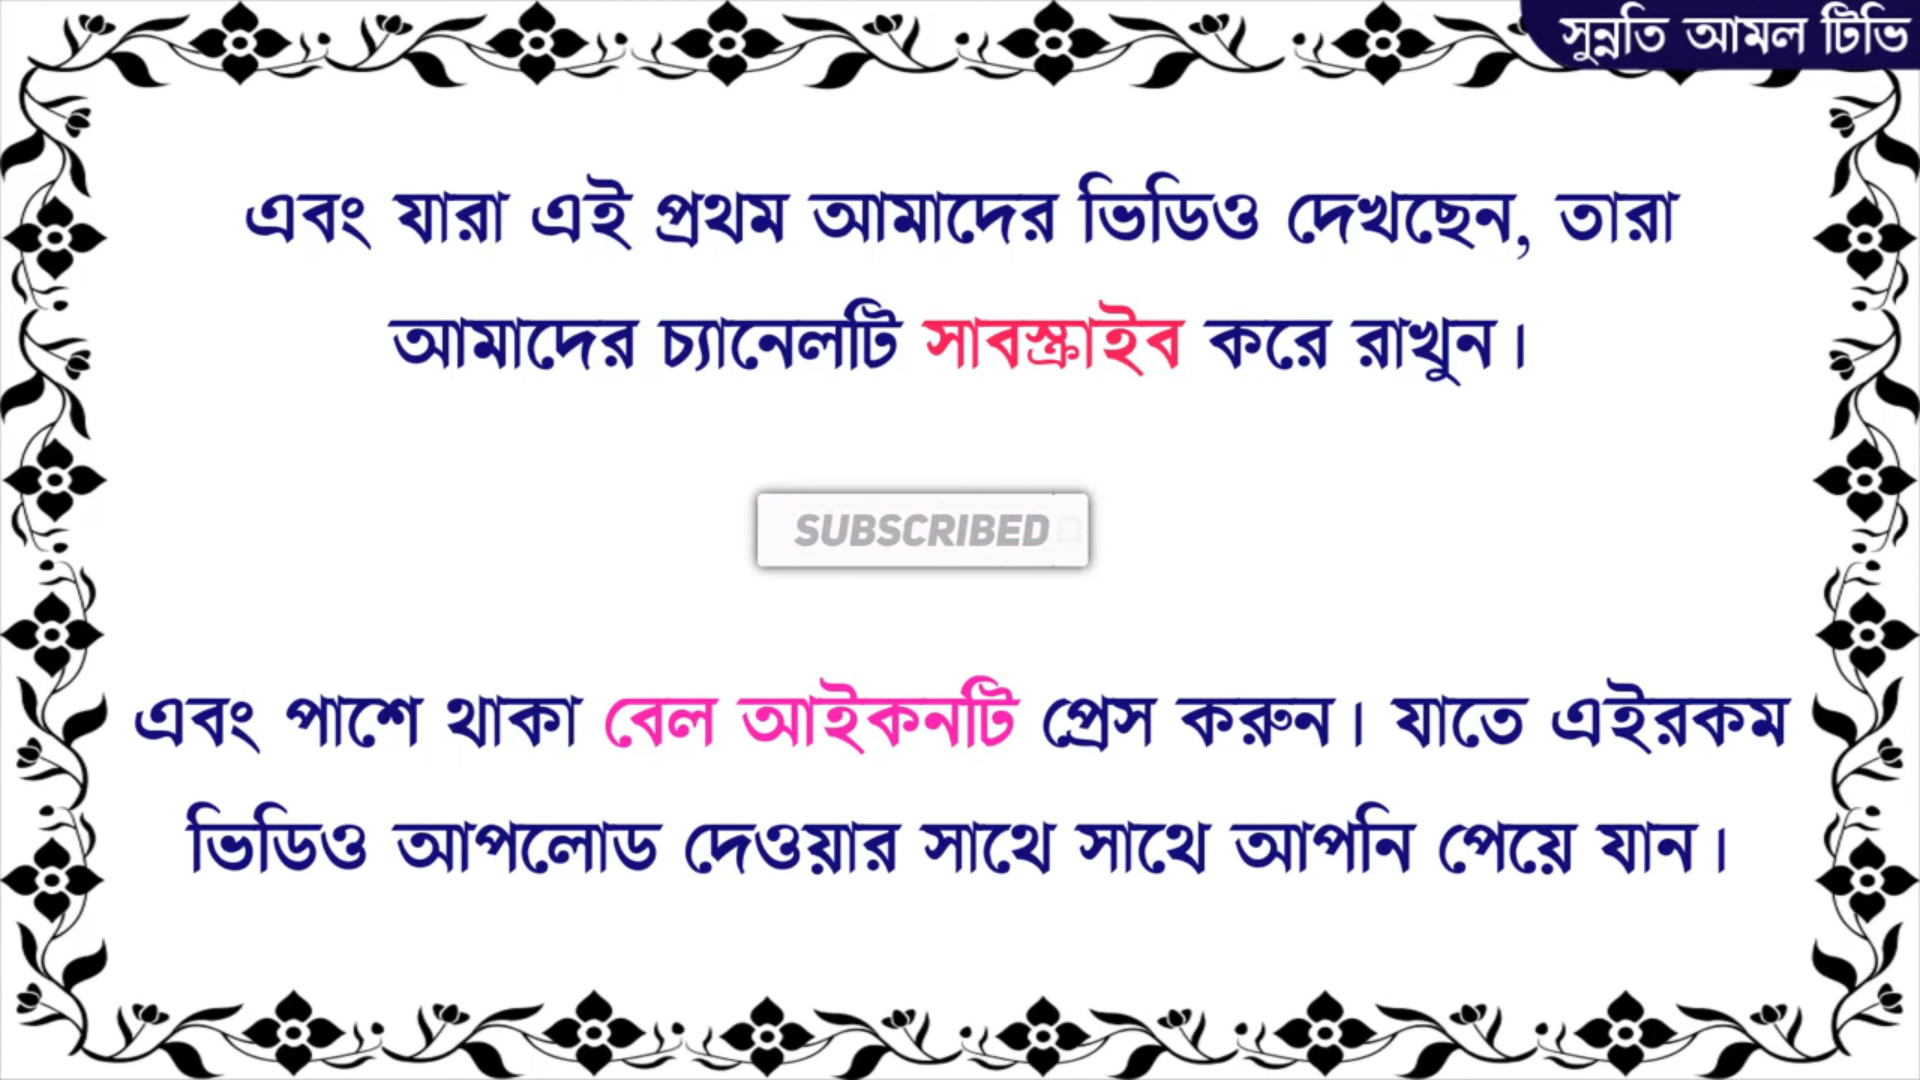 সুন্নতি আমল টিভি
এবং যারা এই প্রথম আমাদের ভিডিও দেখছেন, তারা
আমাদের চ্যানেলটি সাবস্ক্রাইব করে রাখুন।
SUBSCRIBED
এবং পাশে থাকা বেল আইকনটি প্রেস করুন। যাতে এইরকম
ভিডিও আপলোড দেওয়ার সাথে সাথে আপনি পেয়ে যান।